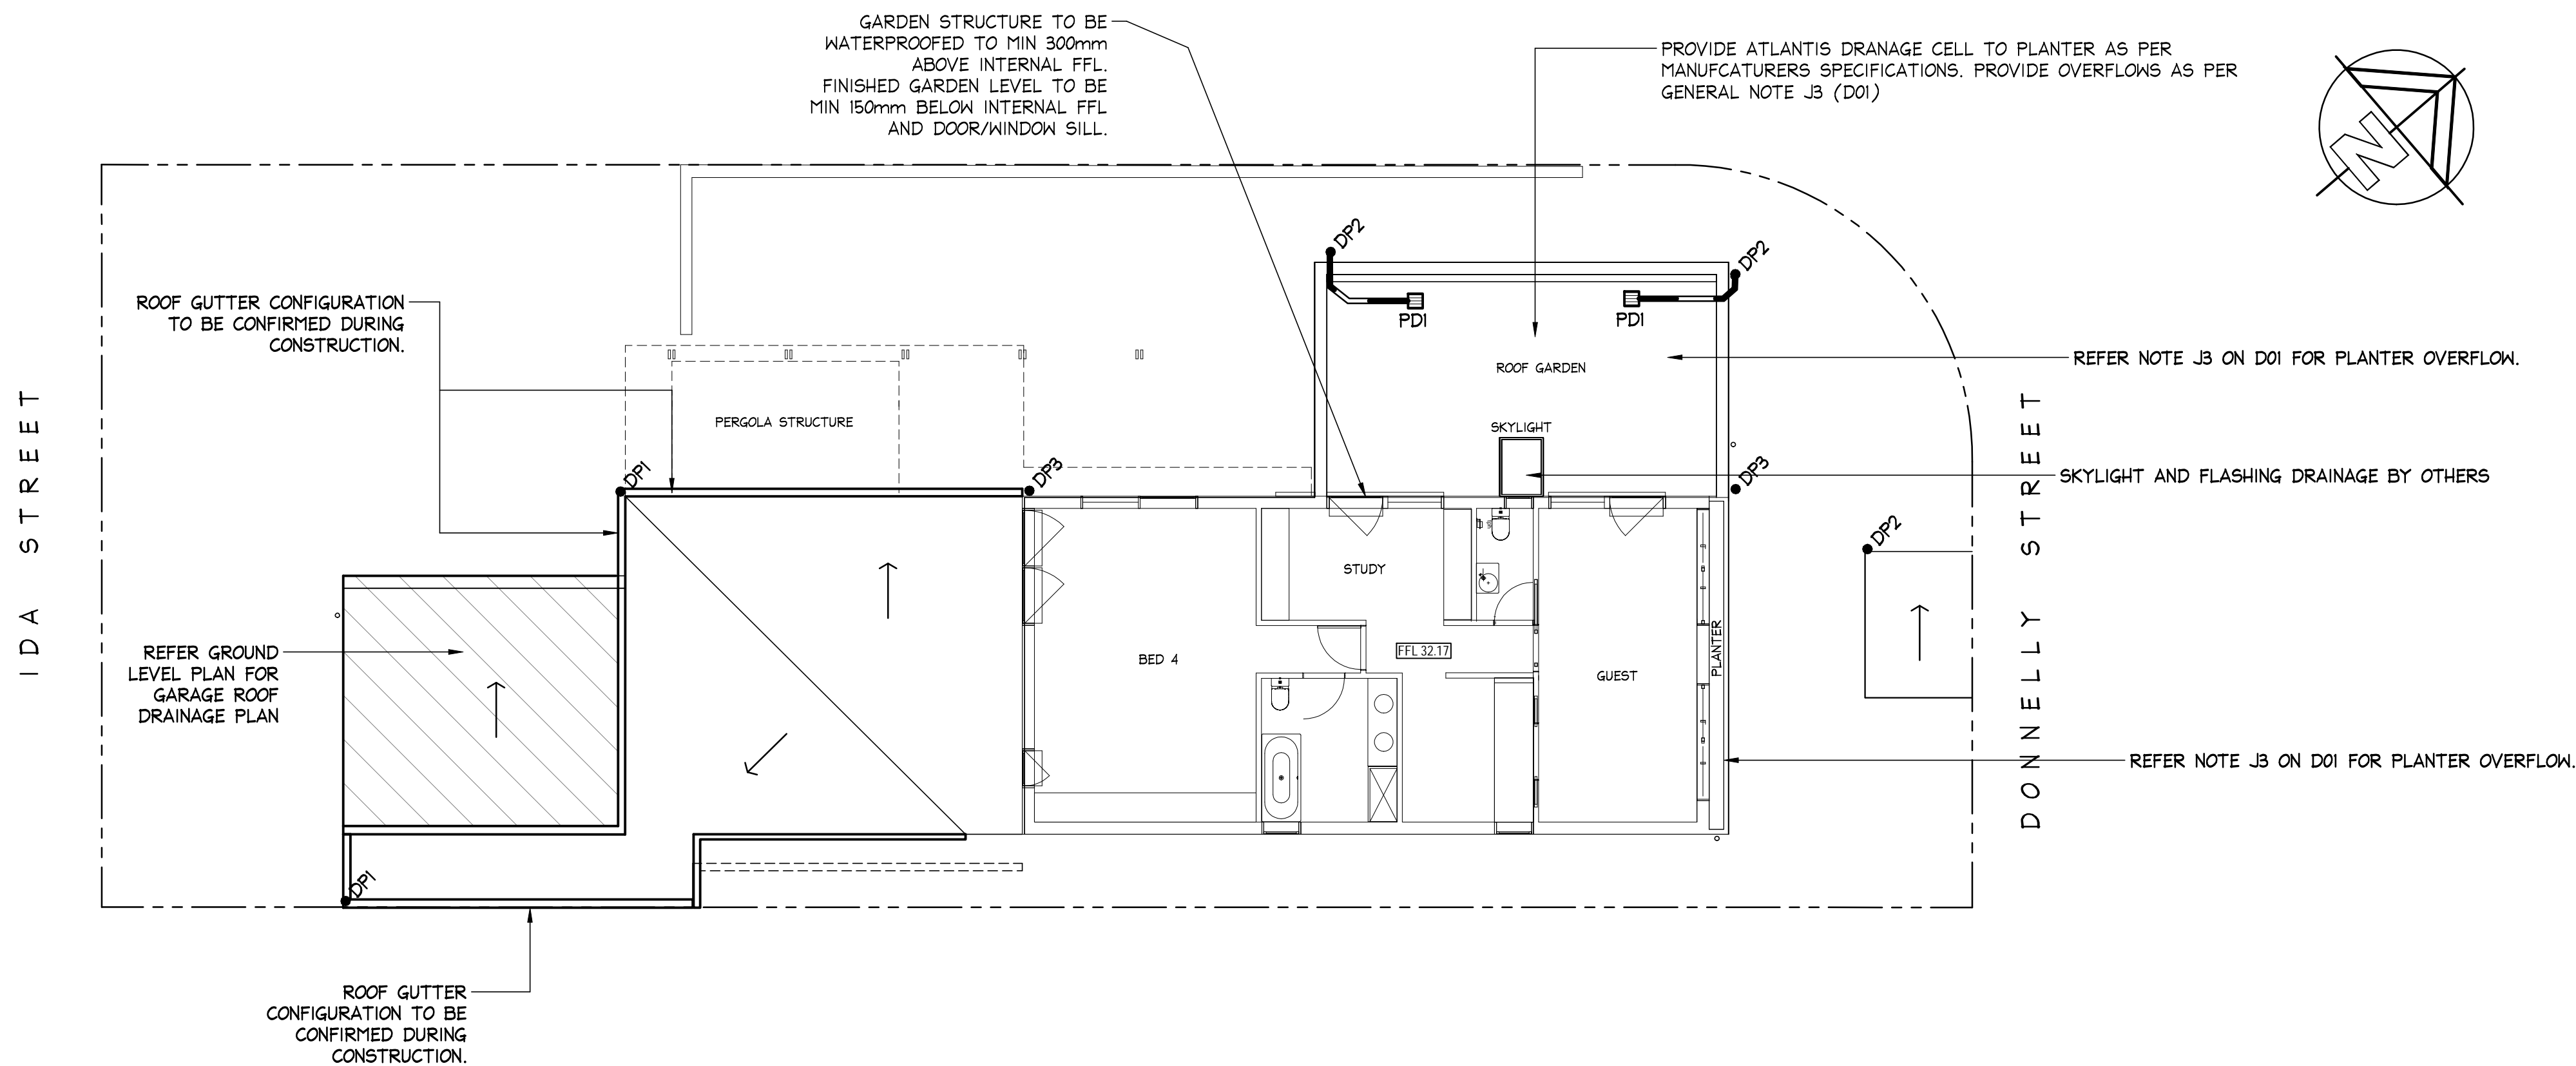 GARDEN STRUCTURE TO BE
WATERPROOFED TO MIN 300mm
ABOVE INTERNAL FFL.
FINISHED GARDEN LEVEL TO BE
MIN 150mm BELOW INTERNAL FFL
AND DOOR/WINDOW SILL.
PROVIDE ATLANTIS DRANAGE CELL TO PLANTER AS PER
MANUFCATURERS SPECIFICATIONS. PROVIDE OVERFLOWS AS PER
GENERAL NOTE J3 (D01)
N
DP2
DP2
PD1
PD1
ROOF GUTTER CONFIGURATION
TO BE CONFIRMED DURING
CONSTRUCTION.
ROOF GARDEN
REFER NOTE J3 ON D01 FOR PLANTER OVERFLOW.
PERGOLA STRUCTURE
SKYLIGHT
IDA STREET
DP1
DP3
DP3
SKYLIGHT AND FLASHING DRAINAGE BY OTHERS
DONNELLY STREET
DP2
STUDY
REFER GROUND
LEVEL PLAN FOR
GARAGE ROOF
DRAINAGE PLAN
BED 4
FFL 32.17
GUEST
PLANTER
REFER NOTE J3 ON D01 FOR PLANTER OVERFLOW.
DP1
ROOF GUTTER
CONFIGURATION TO BE
CONFIRMED DURING
CONSTRUCTION.